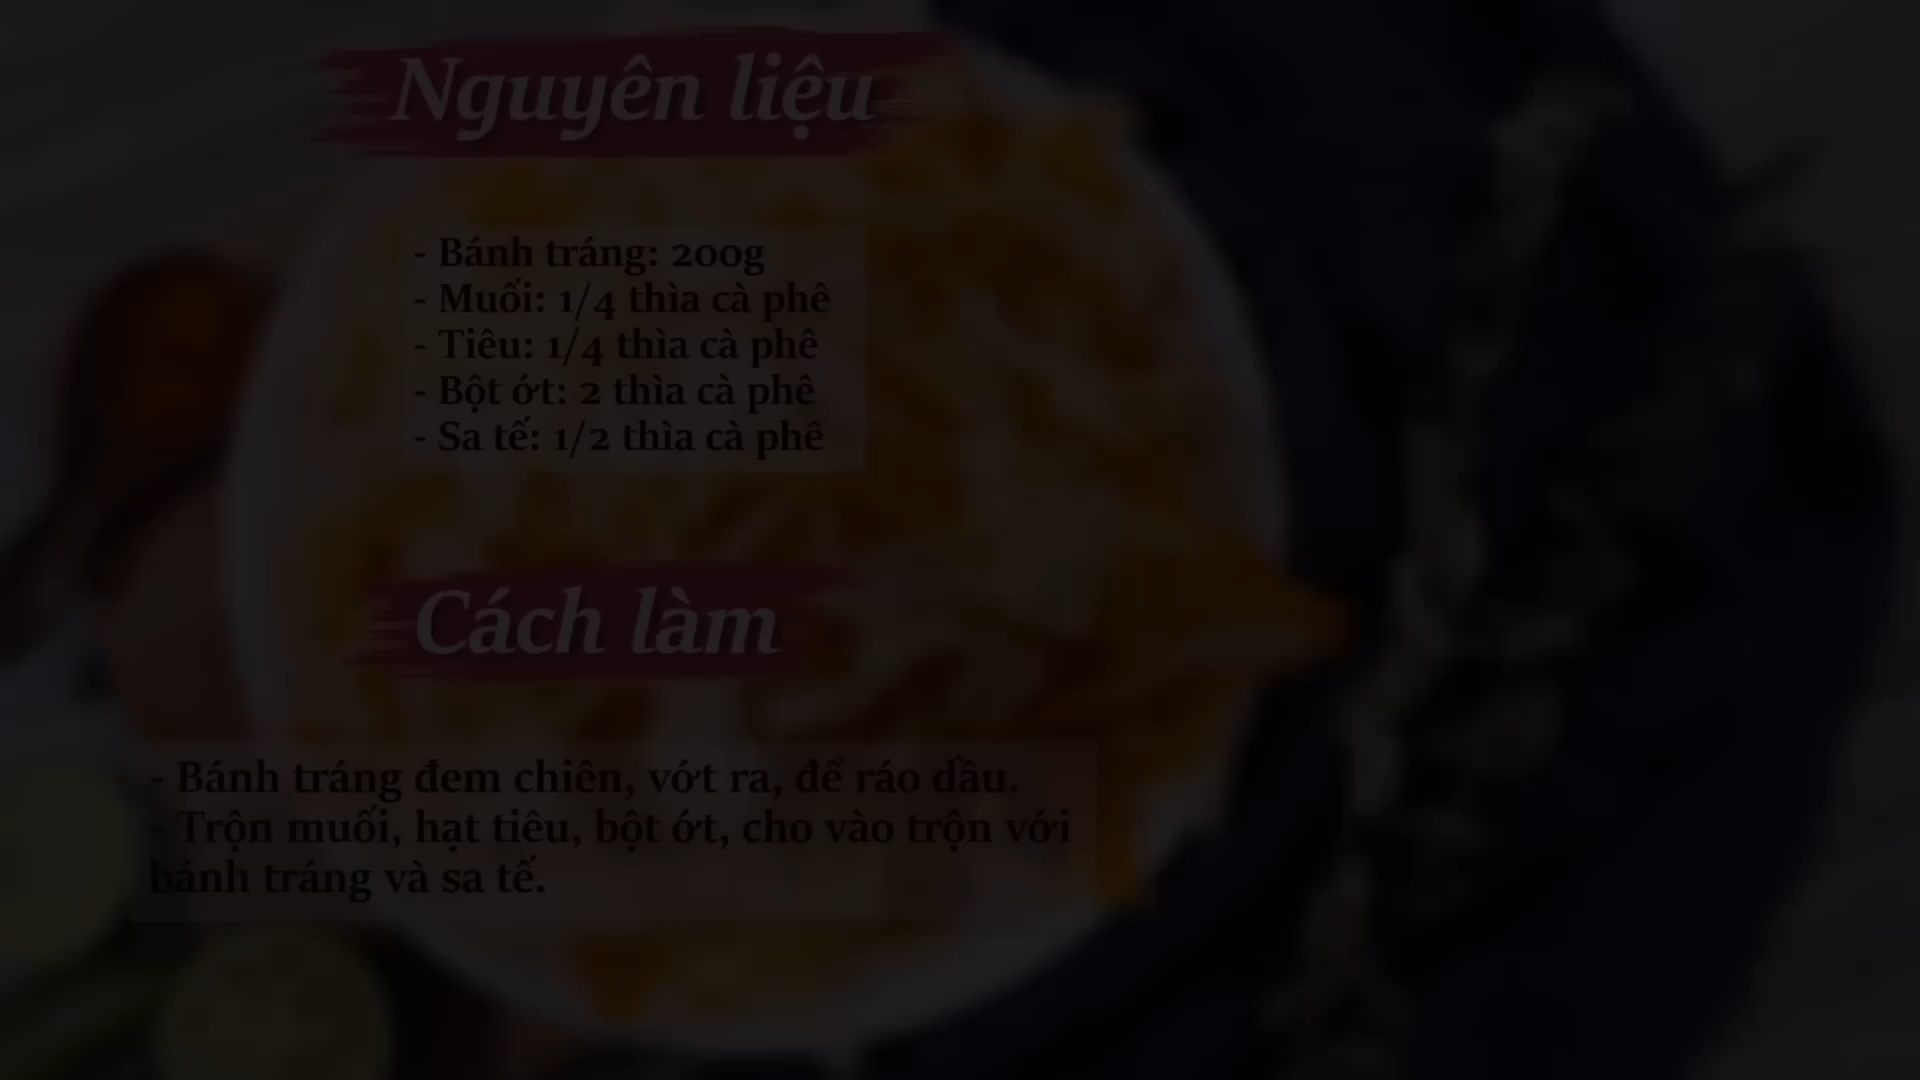 Nguyên liệu
- Bánh tráng: 200g
- Muối: 1/4 thìa cà phê
- Tiêu: 1/4 thìa cà phê
- Bột ớt: 2 thìa cà phê
- Sa tế: 1/2 thìa cà phê
Cách làm
- Bánh tráng đem chiên, vớt ra, để ráo dầu.
- Trộn muối, hạt tiêu, bột ớt, cho vào trộn với
bánh tráng và sa tế.